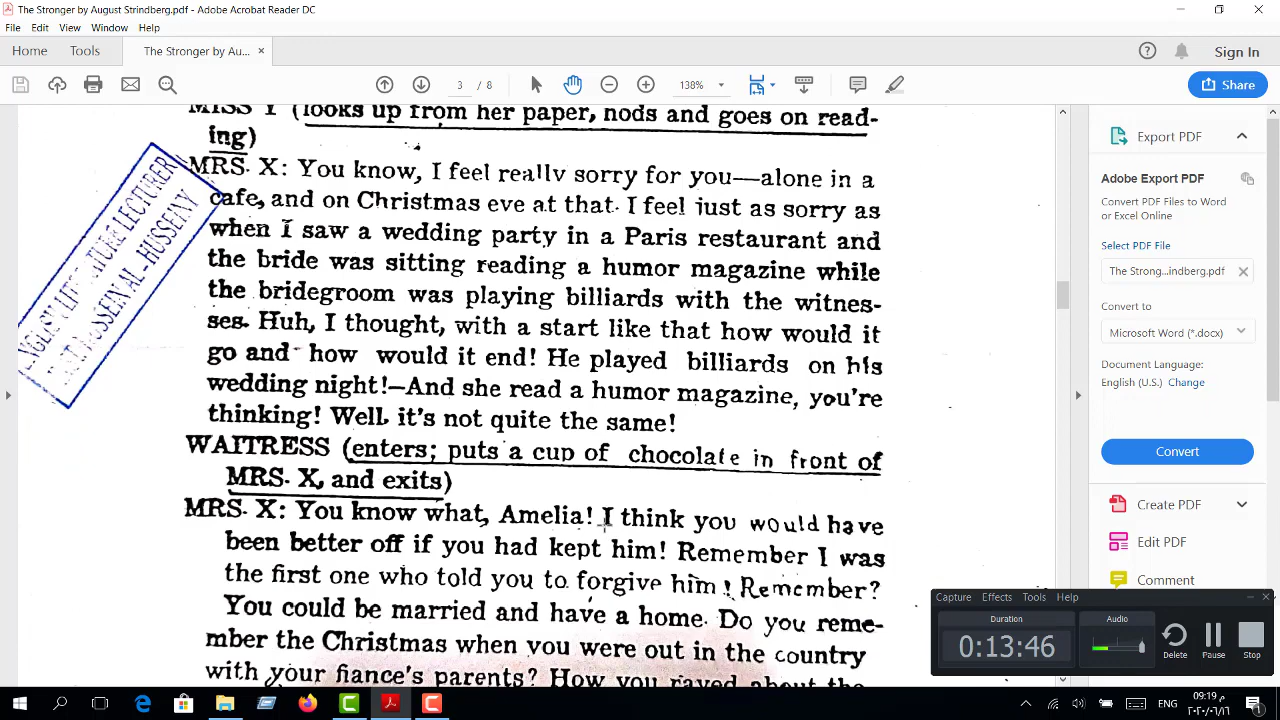 The Stronger by August Strindberg.pdf - Adobe Acrobat Reader DC
File Edit View Window Help
Home Tools The Stronger by Au... × Sign In
3 / 8 138% Share
MISS Y (looks up from her paper, nods and goes on read-
ing)
MRS. X: You know, I feel really sorry for you—alone in a
cafe, and on Christmas eve at that. I feel just as sorry as
when I saw a wedding party in a Paris restaurant and
the bride was sitting reading a humor magazine while
the bridegroom was playing billiards with the witnes-
ses. Huh, I thought, with a start like that how would it
go and how would it end! He played billiards on his
wedding night!—And she read a humor magazine, you're
thinking! Well, it's not quite the same!
WAITRESS (enters; puts a cup of chocolate in front of
MRS. X, and exits)
MRS. X: You know what, Amelia! I think you would have
been better off if you had kept him! Remember I was
the first one who told you to forgive him! Remember?
You could be married and have a home. Do you reme-
mber the Christmas when you were out in the country
with your fiance's parents? How you raved about the
LITERATURE LECTURER
AL-HUSSEINY
Export PDF
Adobe Export PDF
Convert PDF Files to Word
or Excel Online
Select PDF File
The Strong...indberg.pdf
Convert to
Microsoft Word (*.docx)
Document Language:
English (U.S.) Change
Convert
Create PDF
Edit PDF
Comment
Capture Effects Tools Help
Duration
0:13:46
Audio
Delete Pause Stop
ENG
٠٩:١٩ م